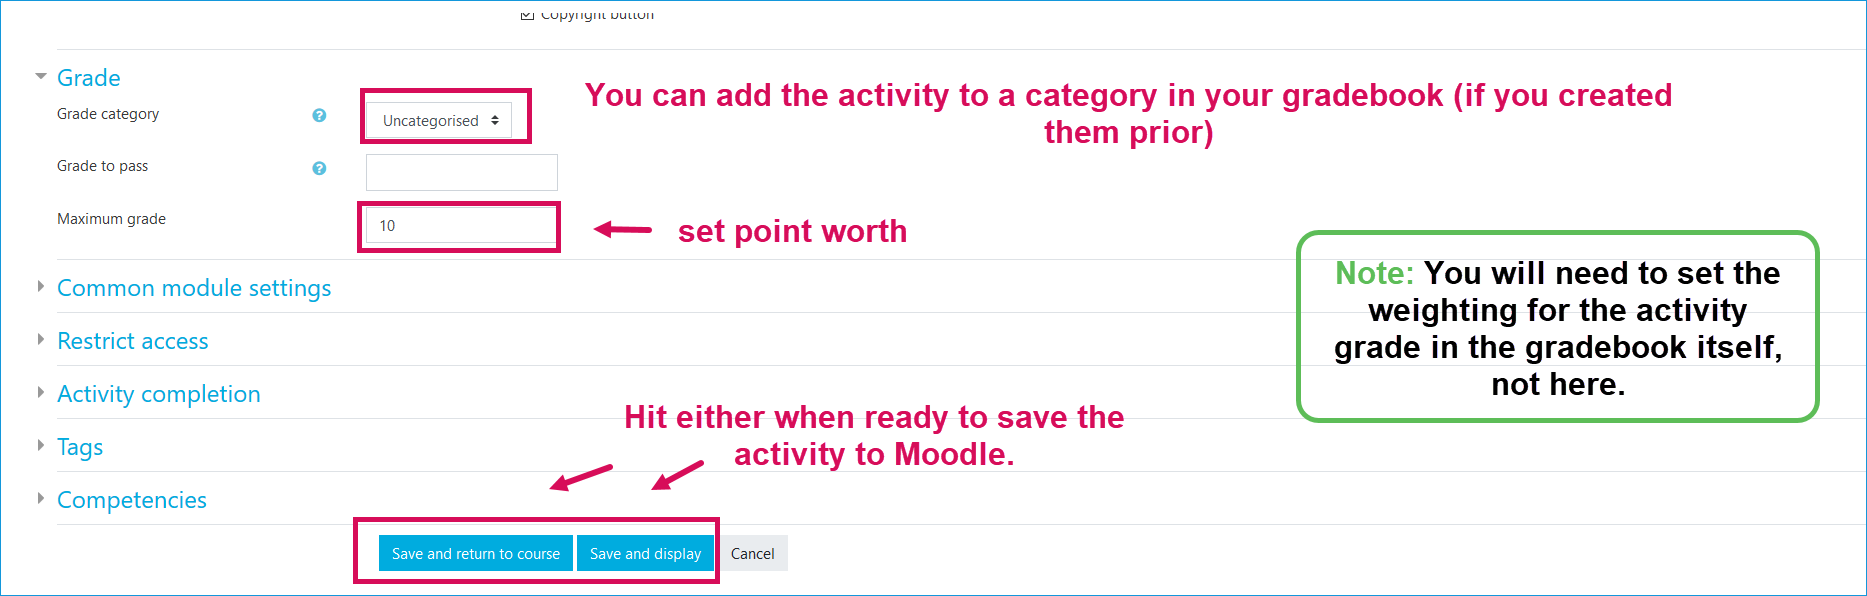 Copyright button
Grade
Grade category
Uncategorised
You can add the activity to a category in your gradebook (if you created
them prior)
Grade to pass
Maximum grade
10
set point worth
Note: You will need to set the
weighting for the activity
grade in the gradebook itself,
not here.
Common module settings
Restrict access
Activity completion
Hit either when ready to save the
activity to Moodle.
Tags
Competencies
Save and return to course
Save and display
Cancel